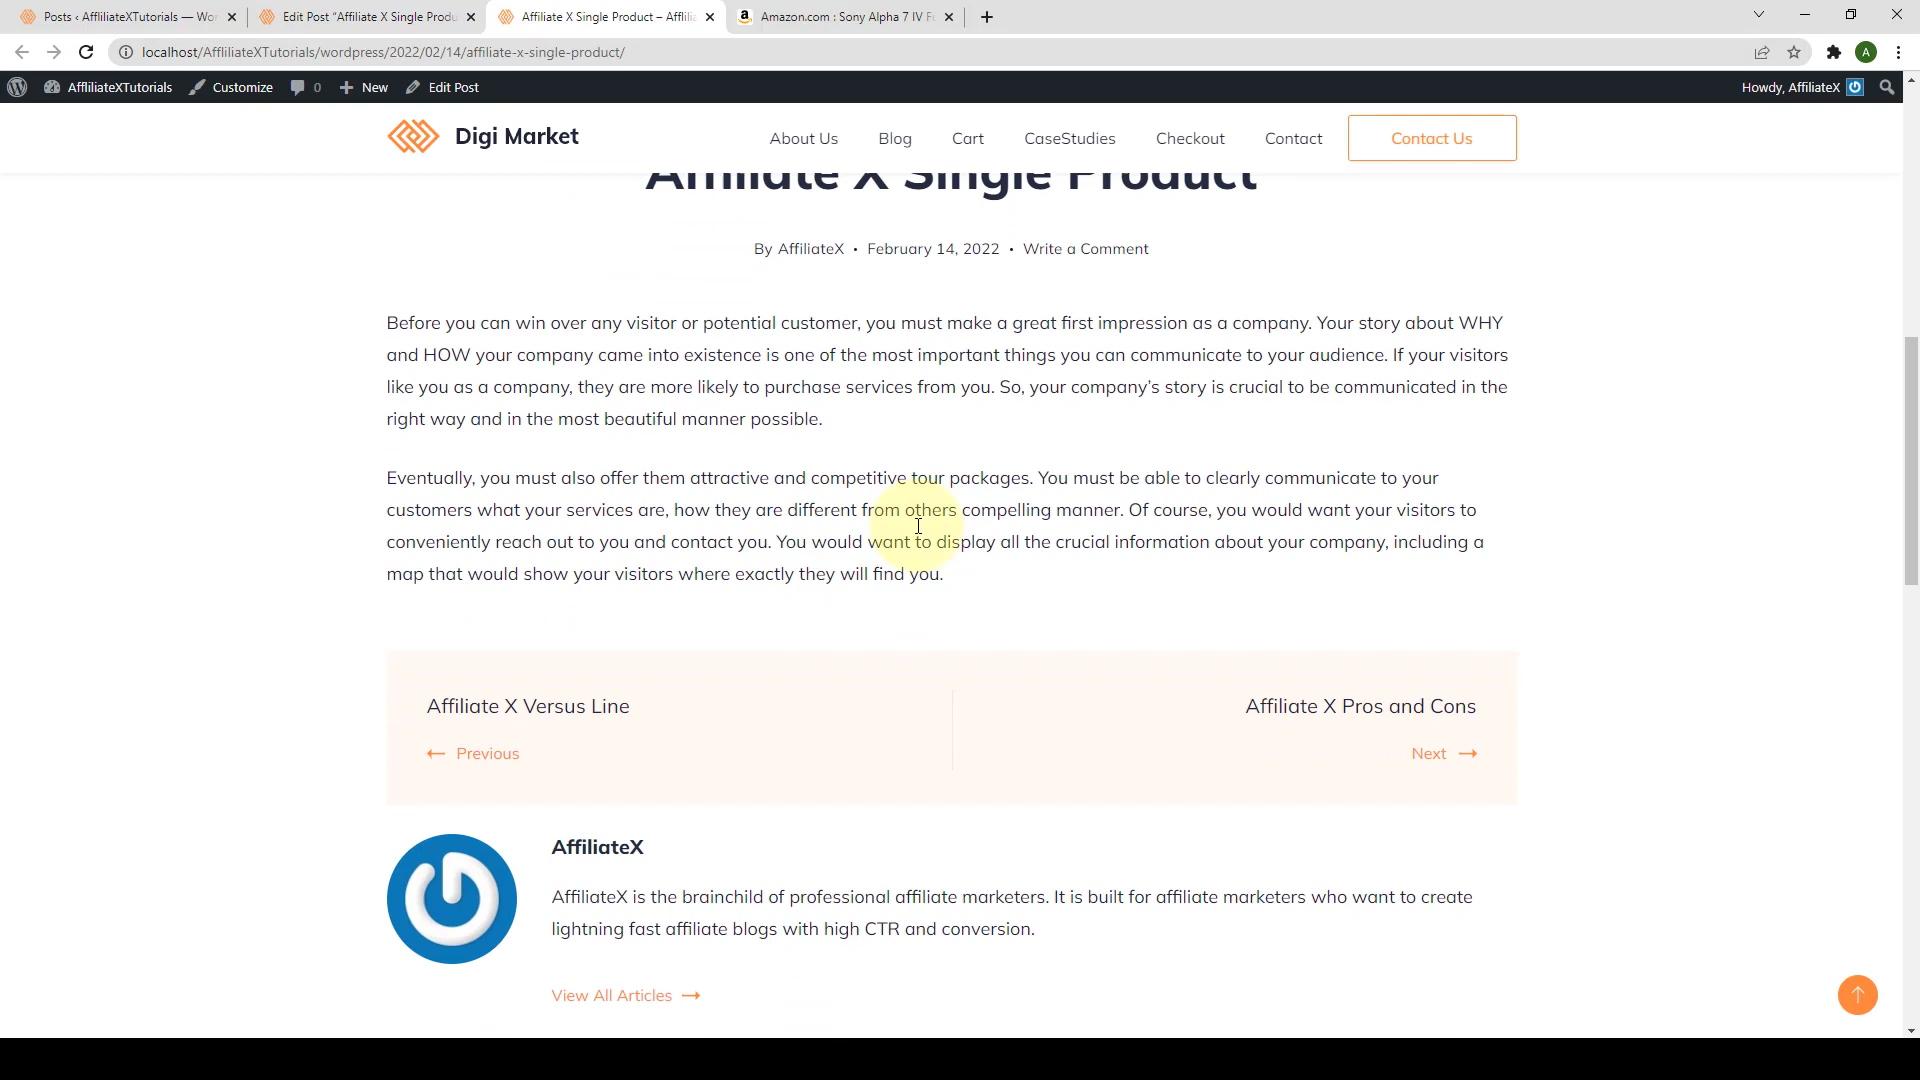 Posts ‹ AffliliateXTutorials — Wor
Edit Post “Affiliate X Single Produ
Affiliate X Single Product – Afflilia
Amazon.com : Sony Alpha 7 IV Fu
localhost/AffliliateXTutorials/wordpress/2022/02/14/affiliate-x-single-product/
A
AffliliateXTutorials
Customize
0
New
Edit Post
Howdy, AffiliateX
Digi Market
About Us
Blog
Cart
CaseStudies
Checkout
Contact
Contact Us
Affiliate X Single Product
By AffiliateX • February 14, 2022 • Write a Comment
Before you can win over any visitor or potential customer, you must make a great first impression as a company. Your story about WHY
and HOW your company came into existence is one of the most important things you can communicate to your audience. If your visitors
like you as a company, they are more likely to purchase services from you. So, your company’s story is crucial to be communicated in the
right way and in the most beautiful manner possible.
Eventually, you must also offer them attractive and competitive tour packages. You must be able to clearly communicate to your
customers what your services are, how they are different from others compelling manner. Of course, you would want your visitors to
conveniently reach out to you and contact you. You would want to display all the crucial information about your company, including a
map that would show your visitors where exactly they will find you.
Affiliate X Versus Line
← Previous
Affiliate X Pros and Cons
Next →
AffiliateX
AffiliateX is the brainchild of professional affiliate marketers. It is built for affiliate marketers who want to create
lightning fast affiliate blogs with high CTR and conversion.
View All Articles →